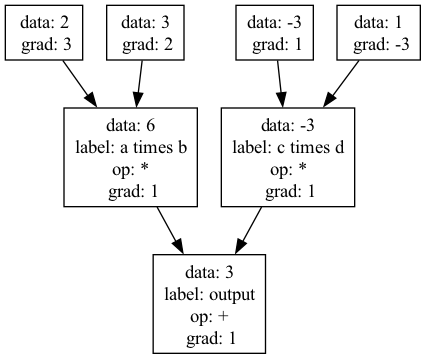 data: 2
grad: 3
data: 3
grad: 2
data: -3
grad: 1
data: 1
grad: -3
data: 6
label: a times b
op: *
grad: 1
data: -3
label: c times d
op: *
grad: 1
data: 3
label: output
op: +
grad: 1